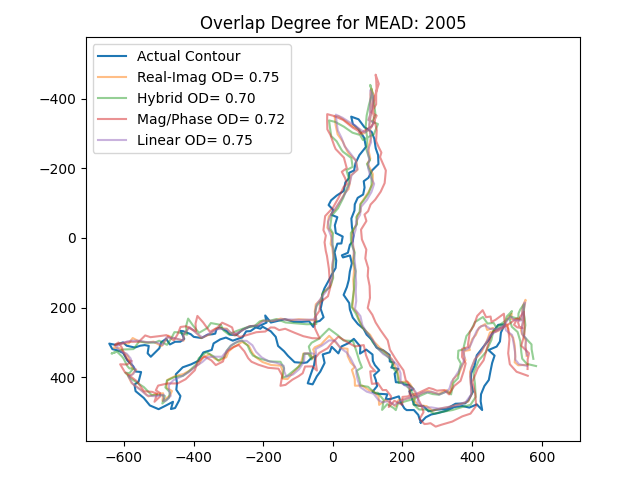 Overlap Degree for MEAD: 2005
Actual Contour
Real-Imag OD= 0.75
Hybrid OD= 0.70
Mag/Phase OD= 0.72
Linear OD= 0.75
−400
−200
0
200
400
−600 −400 −200 0 200 400 600